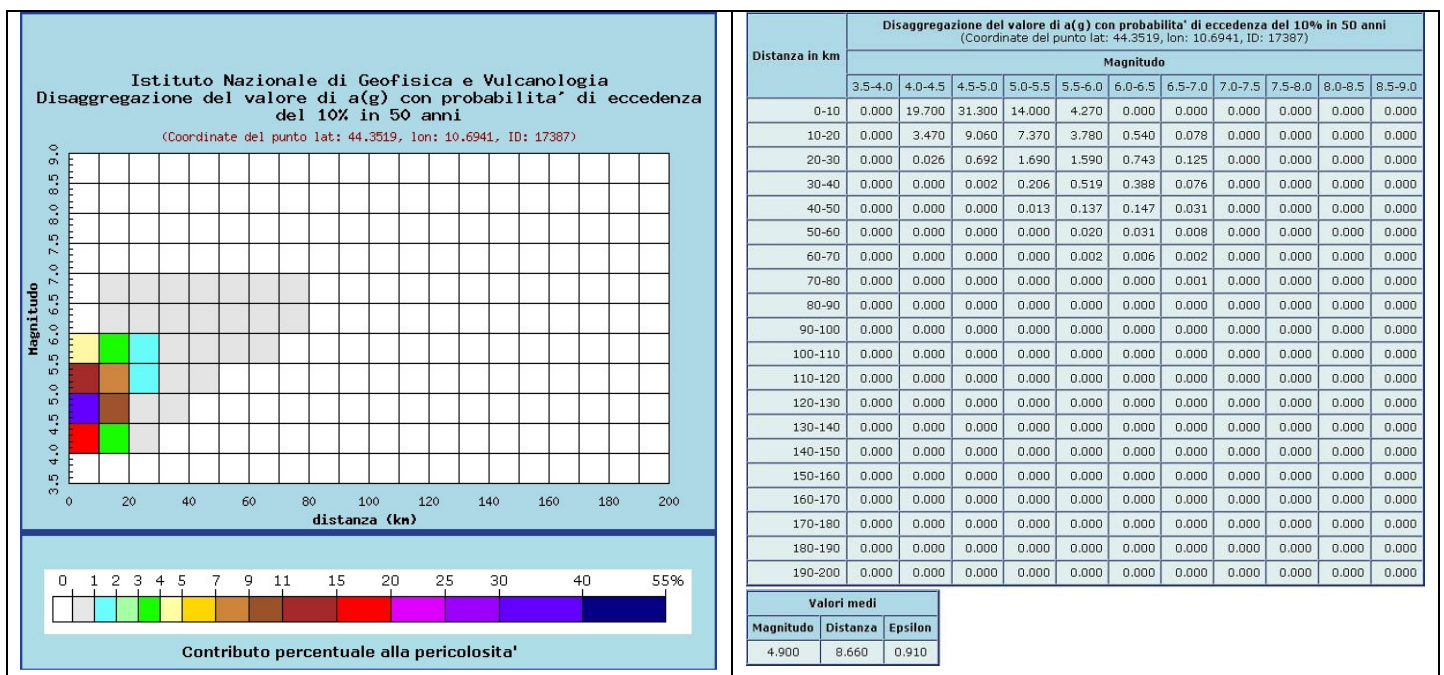 Istituto Nazionale di Geofisica e Vulcanologia
Disaggregazione del valore di a(g) con probabilita' di eccedenza
del 10% in 50 anni
(Coordinate del punto lat: 44.3519, lon: 10.6941, ID: 17387)
Magnitudo
9.0
8.5
8.0
7.5
7.0
6.5
6.0
5.5
5.0
4.5
4.0
3.5
0 20 40 60 80 100 120 140 160 180 200
distanza (km)
0 1 2 3 4 5 7 9 11 15 20 25 30 40 55%
Contributo percentuale alla pericolosita'
Distanza in km
Disaggregazione del valore di a(g) con probabilita' di eccedenza del 10% in 50 anni
(Coordinate del punto lat: 44.3519, lon: 10.6941, ID: 17387)
Magnitudo
3.5-4.0 4.0-4.5 4.5-5.0 5.0-5.5 5.5-6.0 6.0-6.5 6.5-7.0 7.0-7.5 7.5-8.0 8.0-8.5 8.5-9.0
0-10 0.000 19.700 31.300 14.000 4.270 0.000 0.000 0.000 0.000 0.000 0.000
10-20 0.000 3.470 9.060 7.370 3.780 0.540 0.078 0.000 0.000 0.000 0.000
20-30 0.000 0.026 0.692 1.690 1.590 0.743 0.125 0.000 0.000 0.000 0.000
30-40 0.000 0.000 0.002 0.206 0.519 0.388 0.076 0.000 0.000 0.000 0.000
40-50 0.000 0.000 0.000 0.013 0.137 0.147 0.031 0.000 0.000 0.000 0.000
50-60 0.000 0.000 0.000 0.000 0.020 0.031 0.008 0.000 0.000 0.000 0.000
60-70 0.000 0.000 0.000 0.000 0.002 0.006 0.002 0.000 0.000 0.000 0.000
70-80 0.000 0.000 0.000 0.000 0.000 0.000 0.001 0.000 0.000 0.000 0.000
80-90 0.000 0.000 0.000 0.000 0.000 0.000 0.000 0.000 0.000 0.000 0.000
90-100 0.000 0.000 0.000 0.000 0.000 0.000 0.000 0.000 0.000 0.000 0.000
100-110 0.000 0.000 0.000 0.000 0.000 0.000 0.000 0.000 0.000 0.000 0.000
110-120 0.000 0.000 0.000 0.000 0.000 0.000 0.000 0.000 0.000 0.000 0.000
120-130 0.000 0.000 0.000 0.000 0.000 0.000 0.000 0.000 0.000 0.000 0.000
130-140 0.000 0.000 0.000 0.000 0.000 0.000 0.000 0.000 0.000 0.000 0.000
140-150 0.000 0.000 0.000 0.000 0.000 0.000 0.000 0.000 0.000 0.000 0.000
150-160 0.000 0.000 0.000 0.000 0.000 0.000 0.000 0.000 0.000 0.000 0.000
160-170 0.000 0.000 0.000 0.000 0.000 0.000 0.000 0.000 0.000 0.000 0.000
170-180 0.000 0.000 0.000 0.000 0.000 0.000 0.000 0.000 0.000 0.000 0.000
180-190 0.000 0.000 0.000 0.000 0.000 0.000 0.000 0.000 0.000 0.000 0.000
190-200 0.000 0.000 0.000 0.000 0.000 0.000 0.000 0.000 0.000 0.000 0.000
Valori medi
Magnitudo Distanza Epsilon
4.900 8.660 0.910